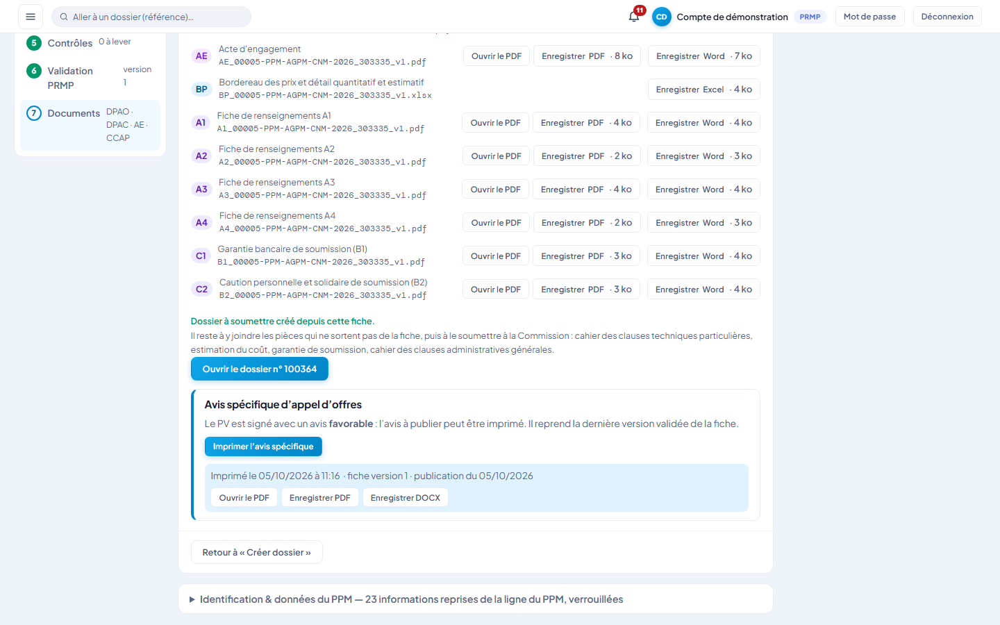 Aller à un dossier (référence)...
11
CD
Compte de démonstration
PRMP
Mot de passe
Déconnexion
5 Contrôles 0 à lever
6 Validation PRMP version 1
7 Documents DPAO · DPAC · AE · CCAP
AE Acte d'engagement
AE_00005-PPM-AGPM-CNM-2026_303335_v1.pdf
Ouvrir le PDF
Enregistrer PDF · 8 ko
Enregistrer Word · 7 ko
BP Bordereau des prix et détail quantitatif et estimatif
BP_00005-PPM-AGPM-CNM-2026_303335_v1.xlsx
Enregistrer Excel · 4 ko
A1 Fiche de renseignements A1
A1_00005-PPM-AGPM-CNM-2026_303335_v1.pdf
Ouvrir le PDF
Enregistrer PDF · 4 ko
Enregistrer Word · 4 ko
A2 Fiche de renseignements A2
A2_00005-PPM-AGPM-CNM-2026_303335_v1.pdf
Ouvrir le PDF
Enregistrer PDF · 2 ko
Enregistrer Word · 3 ko
A3 Fiche de renseignements A3
A3_00005-PPM-AGPM-CNM-2026_303335_v1.pdf
Ouvrir le PDF
Enregistrer PDF · 4 ko
Enregistrer Word · 4 ko
A4 Fiche de renseignements A4
A4_00005-PPM-AGPM-CNM-2026_303335_v1.pdf
Ouvrir le PDF
Enregistrer PDF · 2 ko
Enregistrer Word · 3 ko
C1 Garantie bancaire de soumission (B1)
B1_00005-PPM-AGPM-CNM-2026_303335_v1.pdf
Ouvrir le PDF
Enregistrer PDF · 3 ko
Enregistrer Word · 4 ko
C2 Caution personnelle et solidaire de soumission (B2)
B2_00005-PPM-AGPM-CNM-2026_303335_v1.pdf
Ouvrir le PDF
Enregistrer PDF · 3 ko
Enregistrer Word · 4 ko
Dossier à soumettre créé depuis cette fiche.
Il reste à y joindre les pièces qui ne sortent pas de la fiche, puis à le soumettre à la Commission : cahier des clauses techniques particulières,
estimation du coût, garantie de soumission, cahier des clauses administratives générales.
Ouvrir le dossier n° 100364
Avis spécifique d’appel d’offres
Le PV est signé avec un avis favorable : l’avis à publier peut être imprimé. Il reprend la dernière version validée de la fiche.
Imprimer l’avis spécifique
Imprimé le 05/10/2026 à 11:16 · fiche version 1 · publication du 05/10/2026
Ouvrir le PDF
Enregistrer PDF
Enregistrer DOCX
Retour à « Créer dossier »
Identification & données du PPM — 23 informations reprises de la ligne du PPM, verrouillées